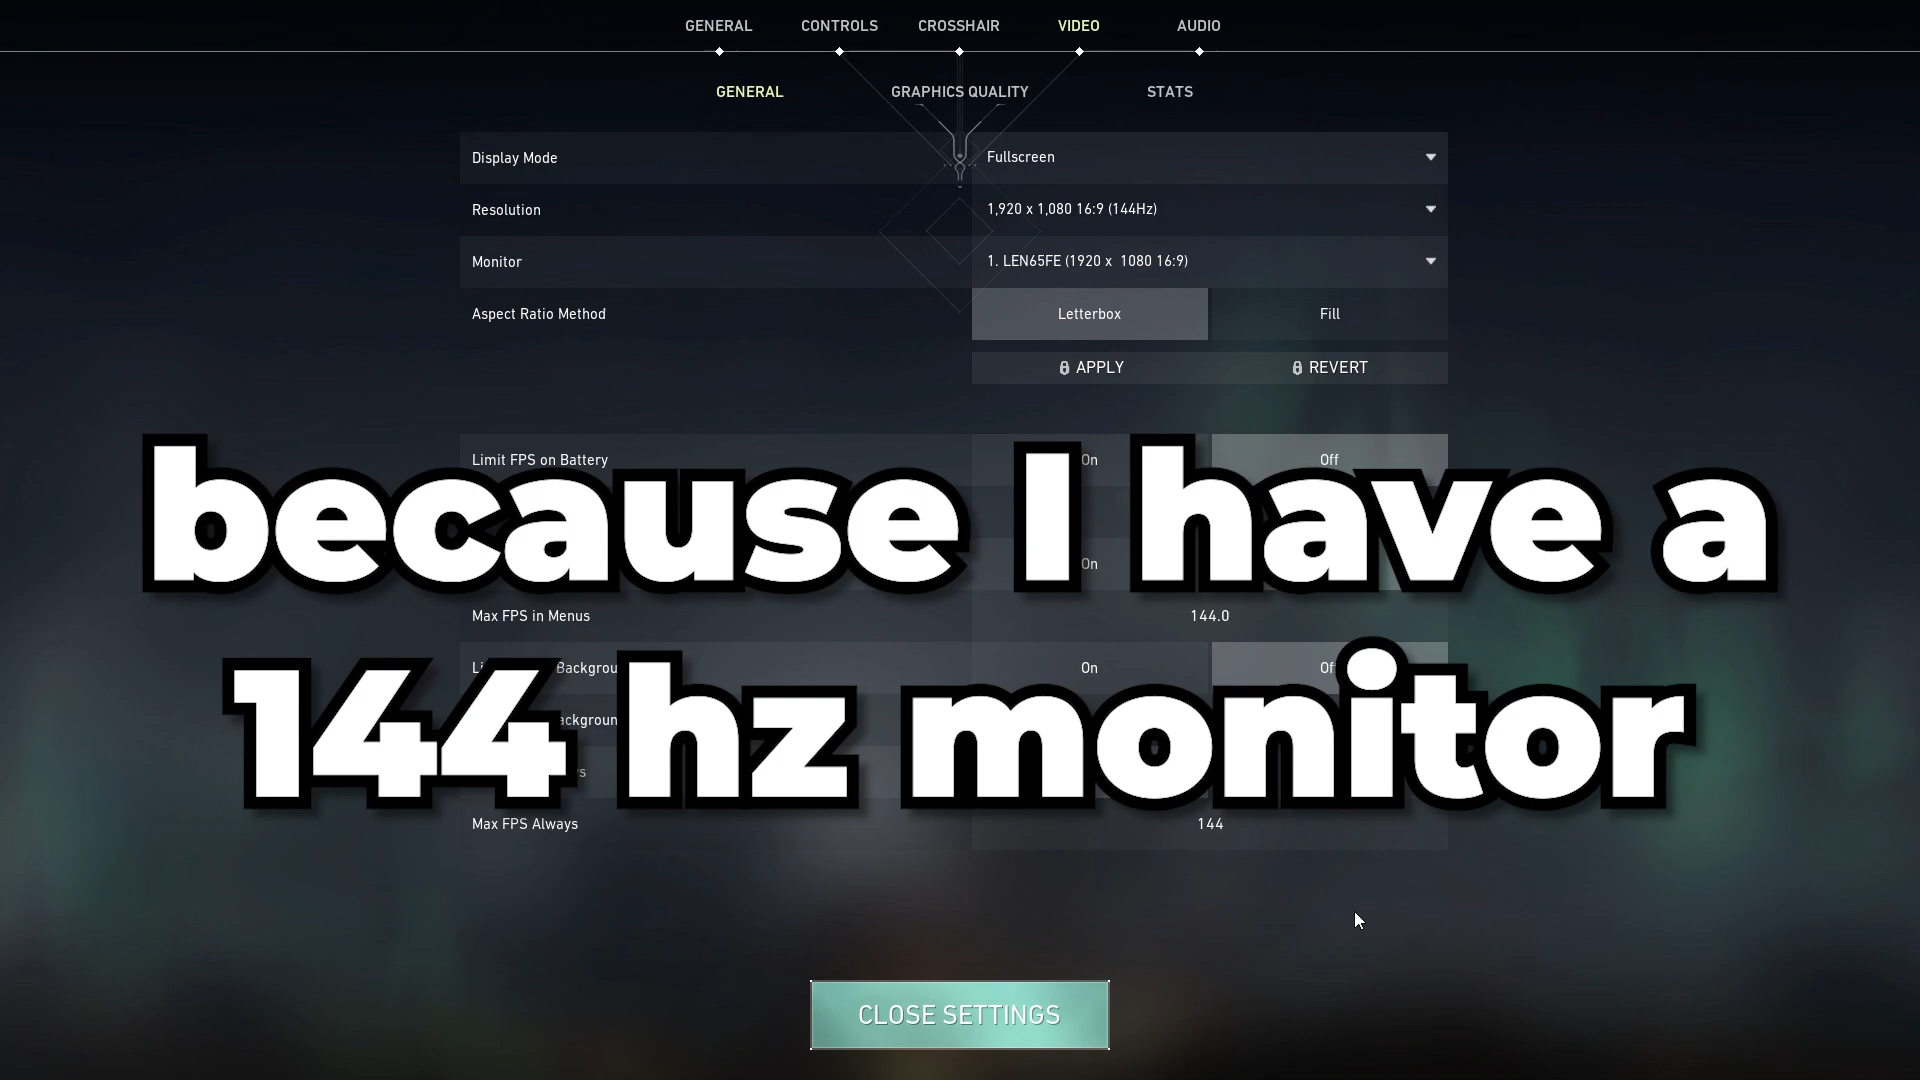 GENERAL CONTROLS CROSSHAIR VIDEO AUDIO
GENERAL GRAPHICS QUALITY STATS
Display Mode Fullscreen
Resolution 1,920 x 1,080 16:9 (144Hz)
Monitor 1. LEN65FE (1920 x 1080 16:9)
Aspect Ratio Method Letterbox Fill
APPLY REVERT
Limit FPS on Battery On Off
because I have a
On
Max FPS in Menus 144.0
On
144 hz monitor
Max FPS Always 144
CLOSE SETTINGS